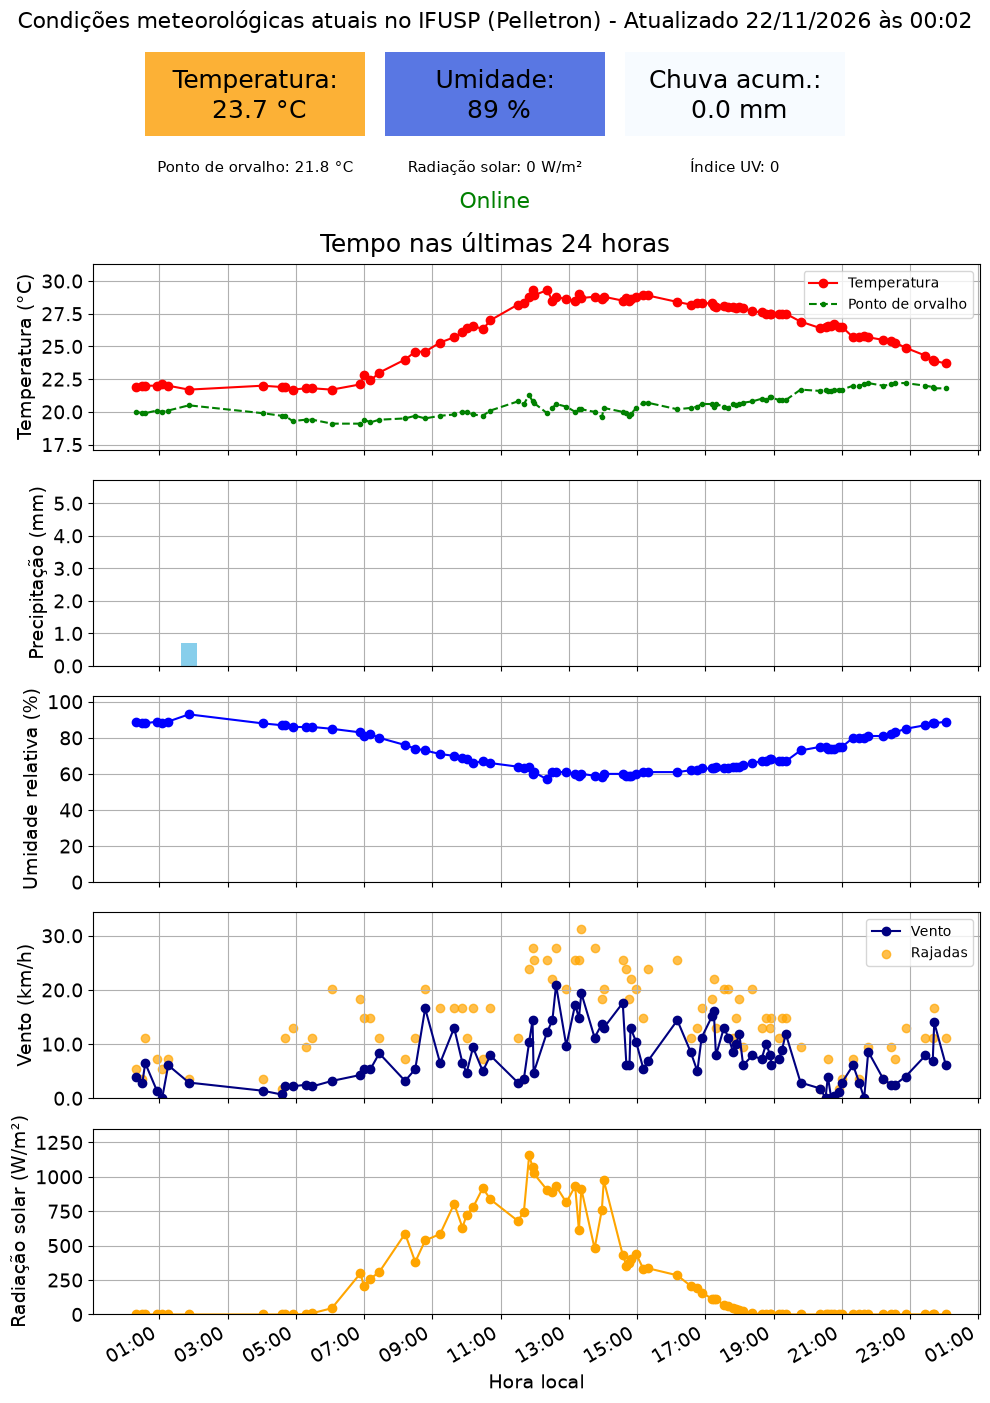 Condições meteorológicas atuais no IFUSP (Pelletron) - Atualizado 22/11/2026 às 00:02
Temperatura:
23.7 °C
Umidade:
89 %
Chuva acum.:
0.0 mm
Ponto de orvalho: 21.8 °C
Radiação solar: 0 W/m²
Índice UV: 0
Online
Tempo nas últimas 24 horas
Temperatura (°C)
30.0
27.5
25.0
22.5
20.0
17.5
Temperatura
Ponto de orvalho
Precipitação (mm)
5.0
4.0
3.0
2.0
1.0
0.0
Umidade relativa (%)
100
80
60
40
20
0
Vento (km/h)
30.0
20.0
10.0
0.0
Vento
Rajadas
Radiação solar (W/m²)
1250
1000
750
500
250
0
01:00
03:00
05:00
07:00
09:00
11:00
13:00
15:00
17:00
19:00
21:00
23:00
01:00
Hora local